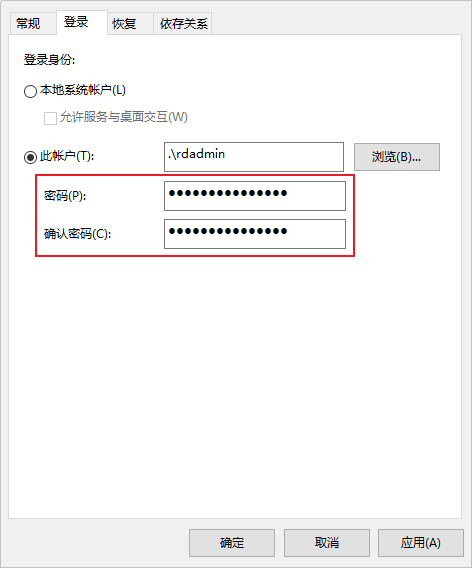 常规 登录 恢复 依存关系
登录身份:
本地系统帐户(L)
允许服务与桌面交互(W)
此帐户(T): .\rdadmin 浏览(B)...
密码(P): ●●●●●●●●●●●●●●●
确认密码(C): ●●●●●●●●●●●●●●●
确定 取消 应用(A)